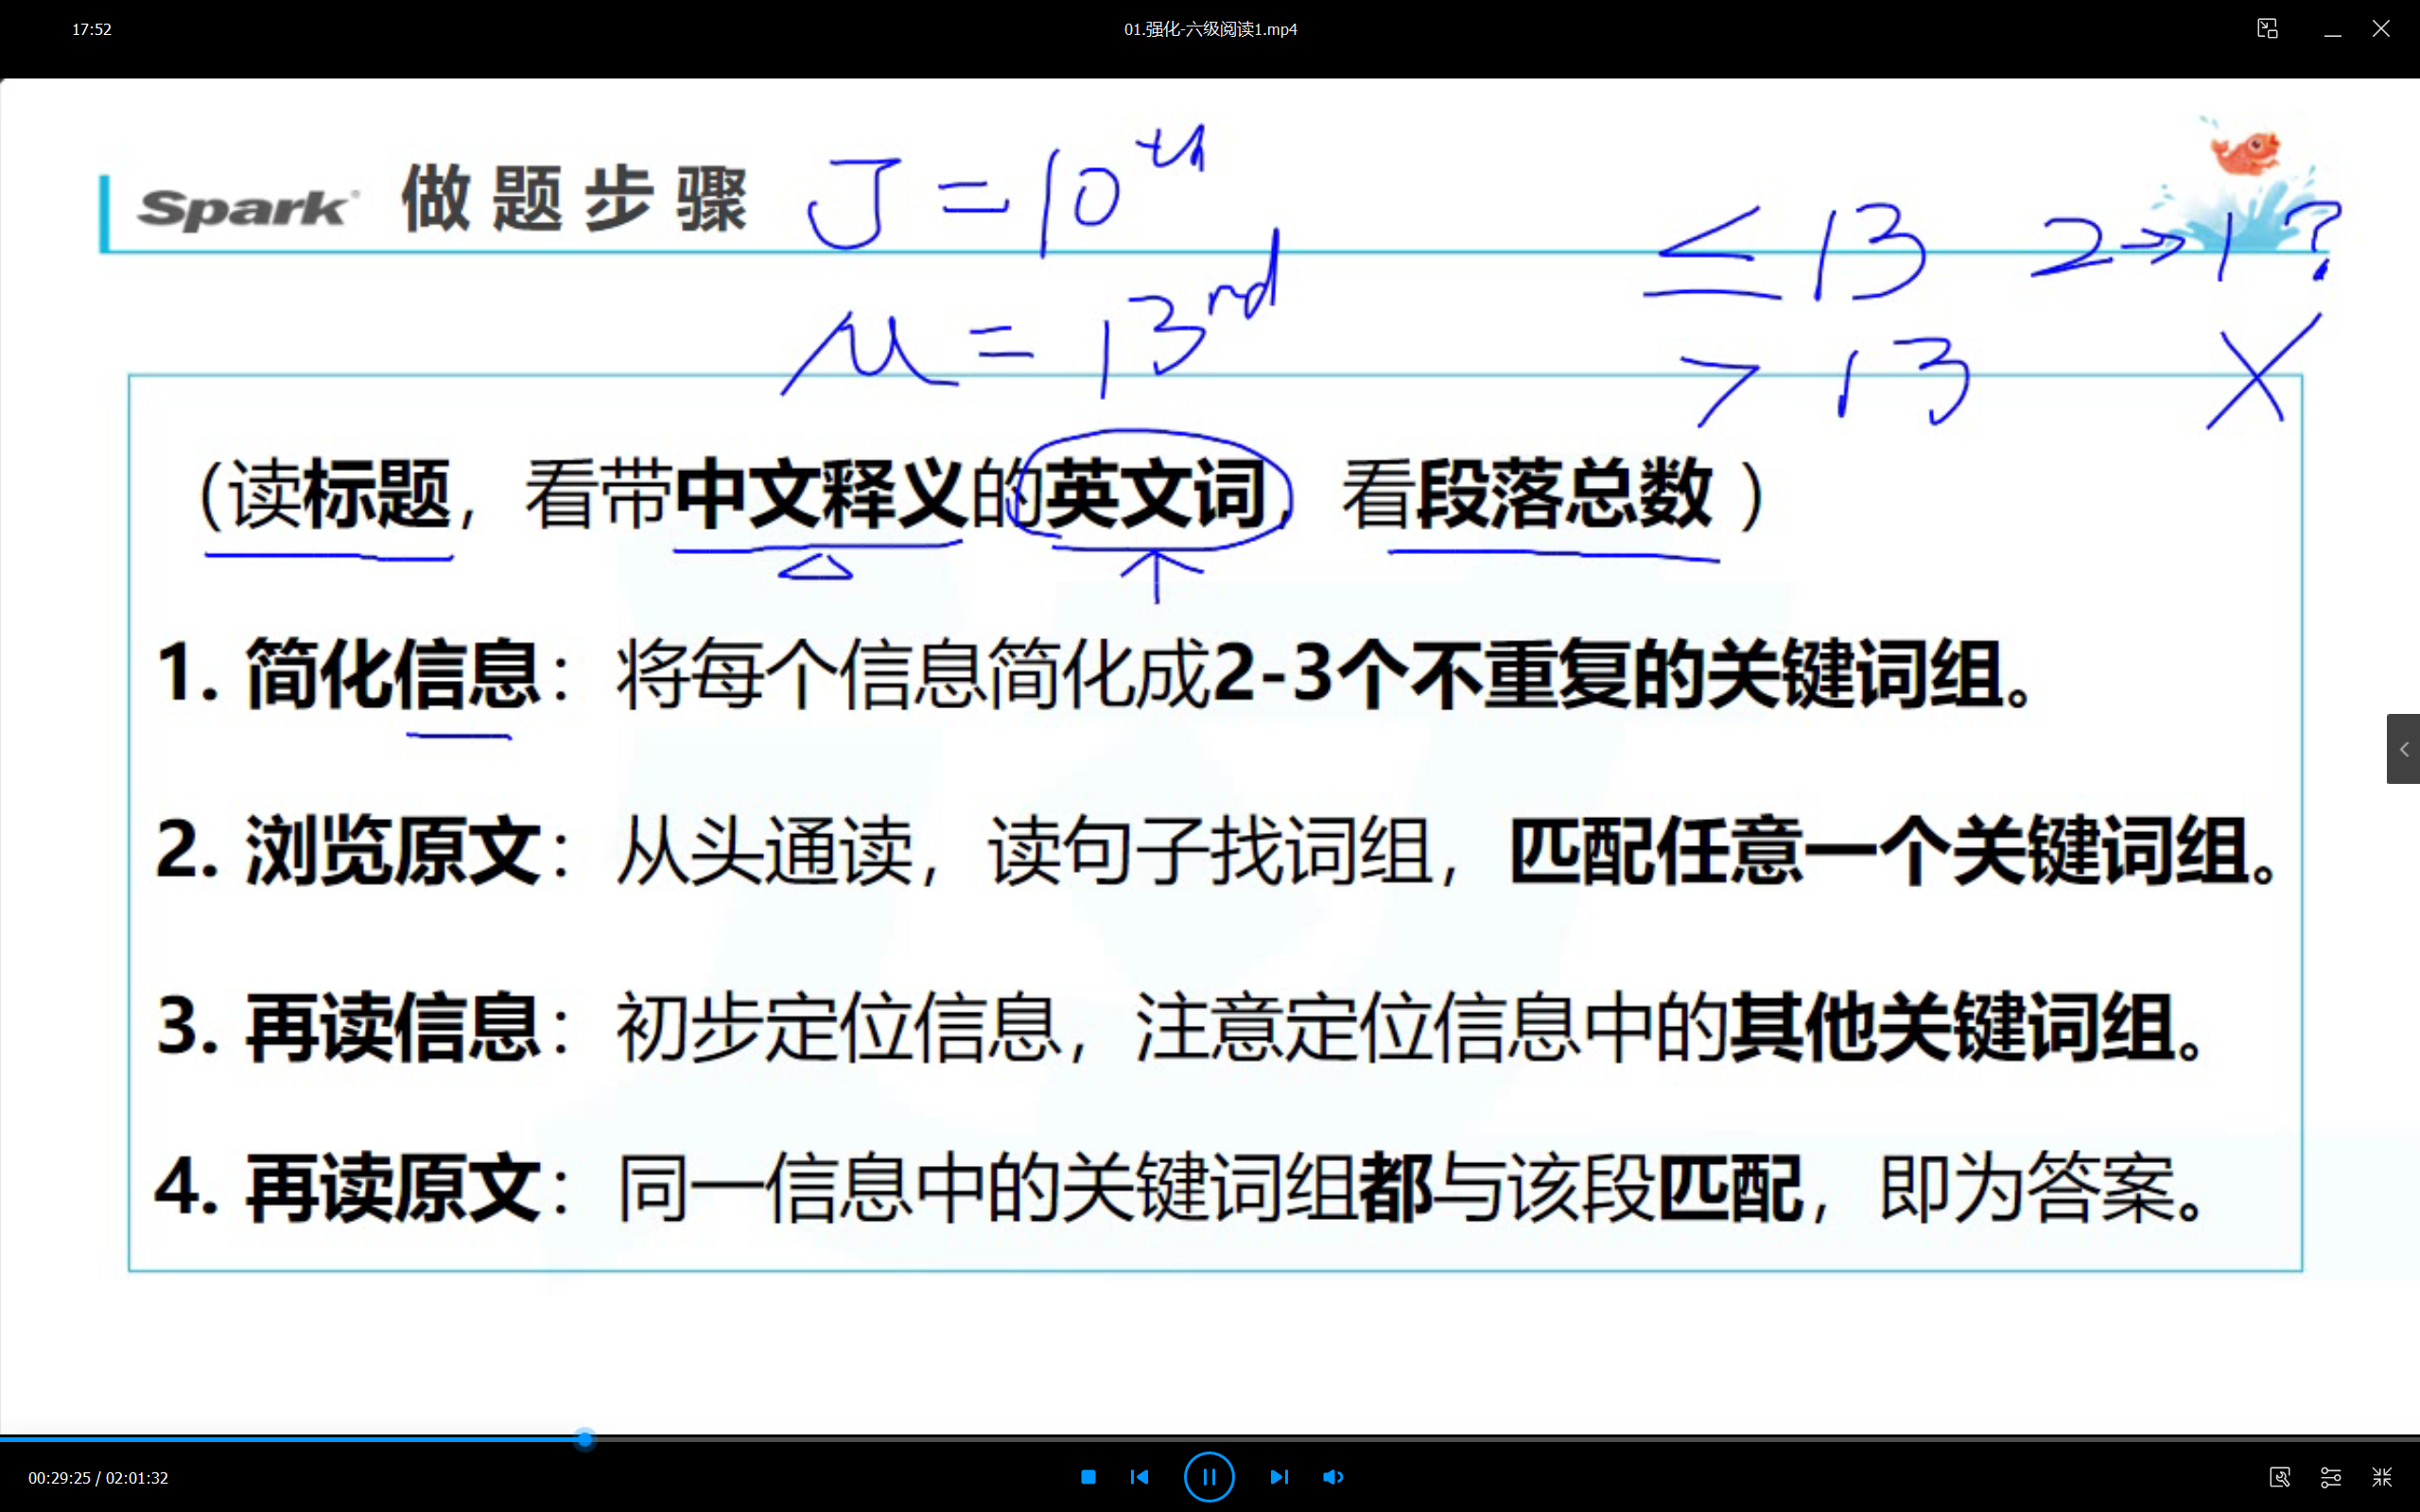 17:52
01.强化-六级阅读1.mp4
Spark 做题步骤 J=10th
≤13 2→1?
M=13rd
>13 X
（读标题，看带中文释义的英文词，看段落总数）
1. 简化信息：将每个信息简化成2-3个不重复的关键词组。
2. 浏览原文：从头通读，读句子找词组，匹配任意一个关键词组。
3. 再读信息：初步定位信息，注意定位信息中的其他关键词组。
4. 再读原文：同一信息中的关键词组都与该段匹配，即为答案。
00:29:25 / 02:01:32